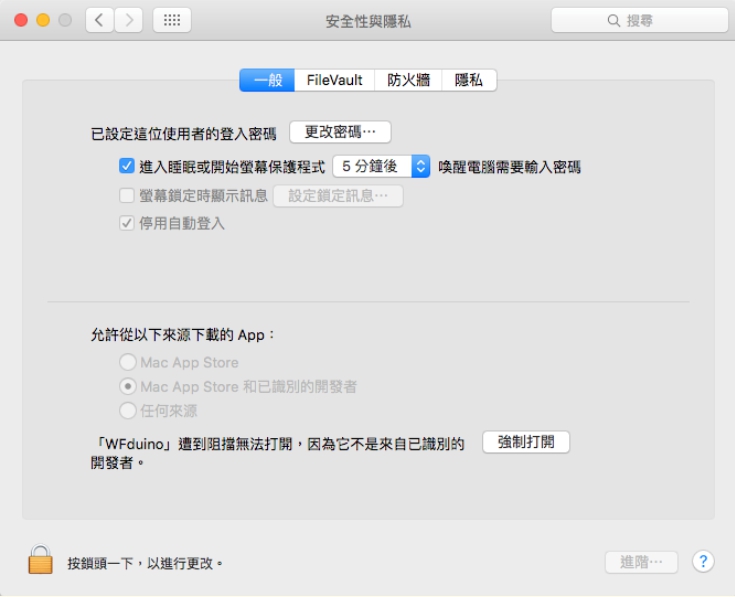 安全性與隱私
搜尋
一般 FileVault 防火牆 隱私
已設定這位使用者的登入密碼 更改密碼⋯
進入睡眠或開始螢幕保護程式 5 分鐘後 喚醒電腦需要輸入密碼
螢幕鎖定時顯示訊息 設定鎖定訊息⋯
停用自動登入
允許從以下來源下載的 App：
Mac App Store
Mac App Store 和已識別的開發者
任何來源
「WFduino」遭到阻擋無法打開，因為它不是來自已識別的 強制打開
開發者。
按鎖頭一下，以進行更改。 進階⋯ ?